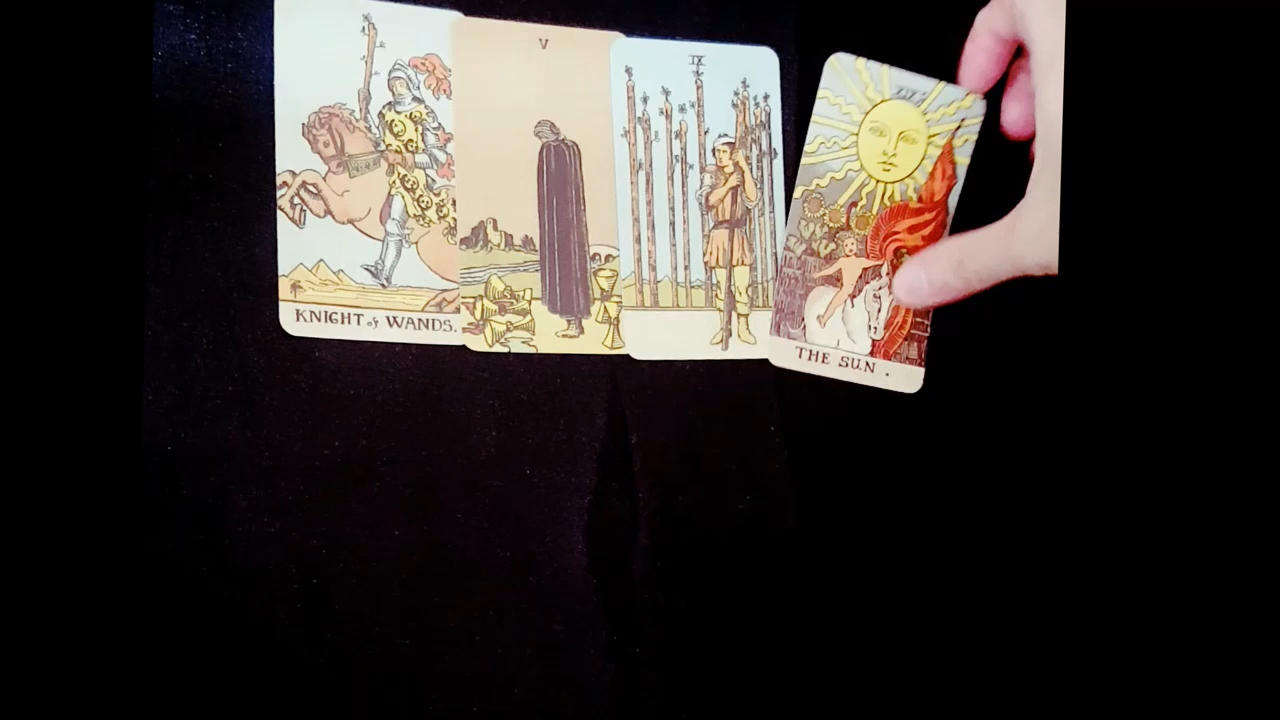 KNIGHT of WANDS.
V
IX
THE SUN.